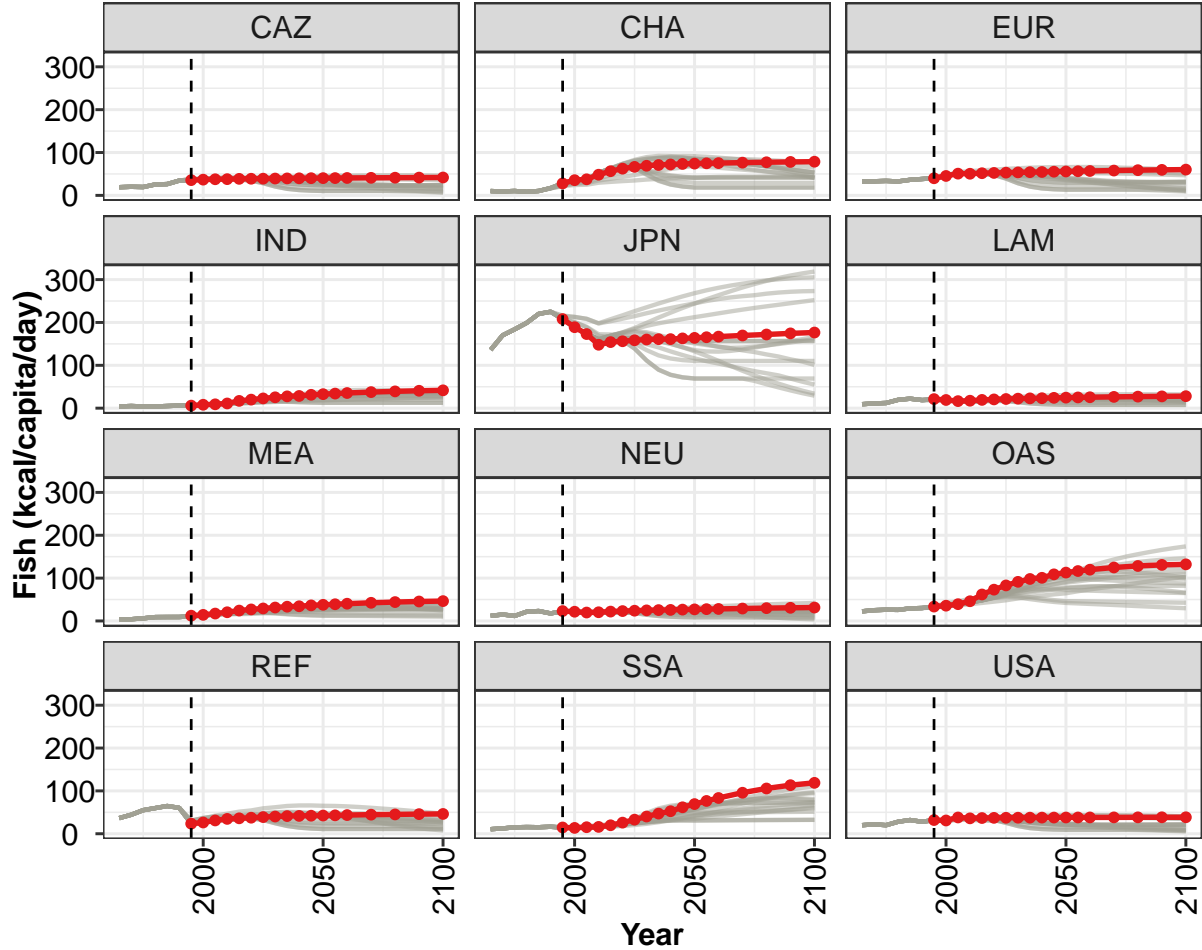 CAZ CHA EUR
300
200
100
0
IND JPN LAM
300
200
100
0
MEA NEU OAS
300
200
100
0
REF SSA USA
300
200
100
0
2000 2050 2100 2000 2050 2100 2000 2050 2100
Year
Fish (kcal/capita/day)